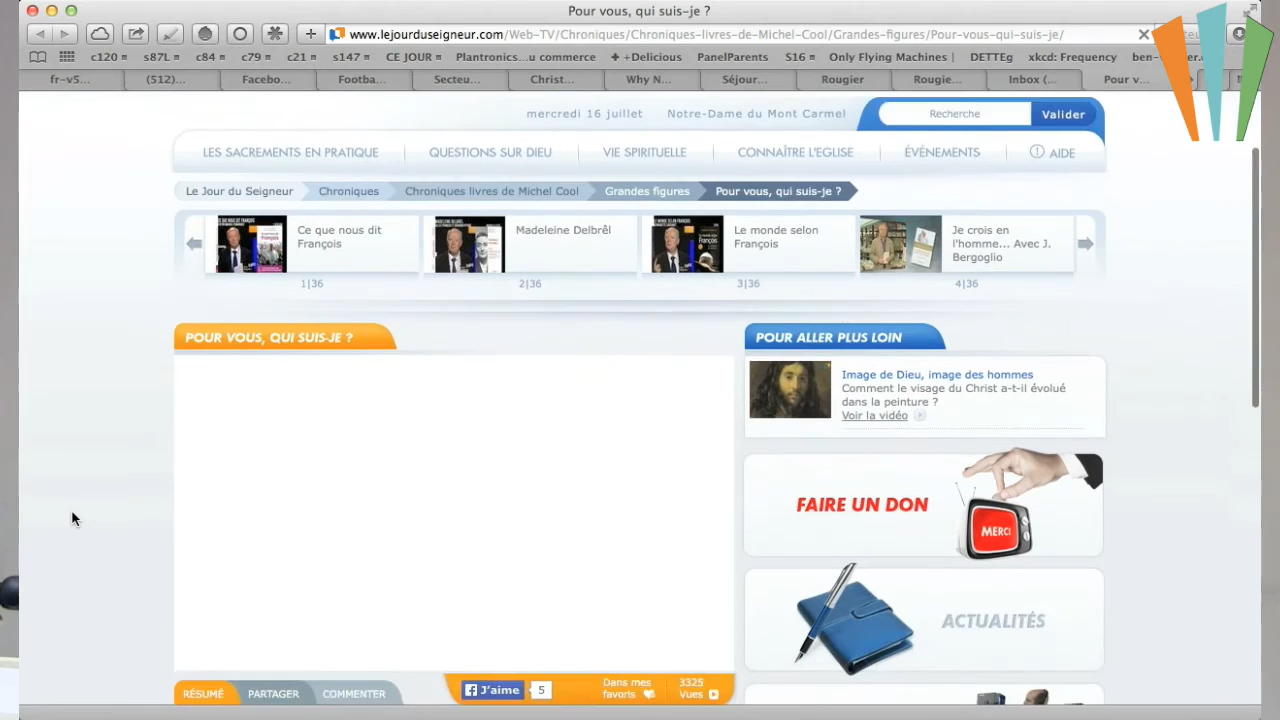 Pour vous, qui suis-je ?
www.lejourduseigneur.com/Web-TV/Chroniques/Chroniques-livres-de-Michel-Cool/Grandes-figures/Pour-vous-qui-suis-je/
c120 s87L c84 c79 c21 s147 CE JOUR Plantronics...u commerce + +Delicious PanelParents S16 Only Flying Machines DETTEg xkcd: Frequency
fr-v5... (512)... Facebo... Footba... Secteu... Christ... Why N... Séjour... Rougier Rougie... Inbox (... Pour v...
mercredi 16 juillet Notre-Dame du Mont Carmel Recherche Valider
LES SACREMENTS EN PRATIQUE QUESTIONS SUR DIEU VIE SPIRITUELLE CONNAÎTRE L'EGLISE ÉVÉNEMENTS AIDE
Le Jour du Seigneur Chroniques Chroniques livres de Michel Cool Grandes figures Pour vous, qui suis-je ?
Ce que nous dit
François
1|36
Madeleine Delbrêl
2|36
Le monde selon
François
3|36
Je crois en
l'homme... Avec J.
Bergoglio
4|36
POUR VOUS, QUI SUIS-JE ?
POUR ALLER PLUS LOIN
Image de Dieu, image des hommes
Comment le visage du Christ a-t-il évolué
dans la peinture ?
Voir la vidéo
FAIRE UN DON
MERCI
ACTUALITÉS
RÉSUMÉ PARTAGER COMMENTER
J'aime 5
Dans mes
favoris
3325
Vues